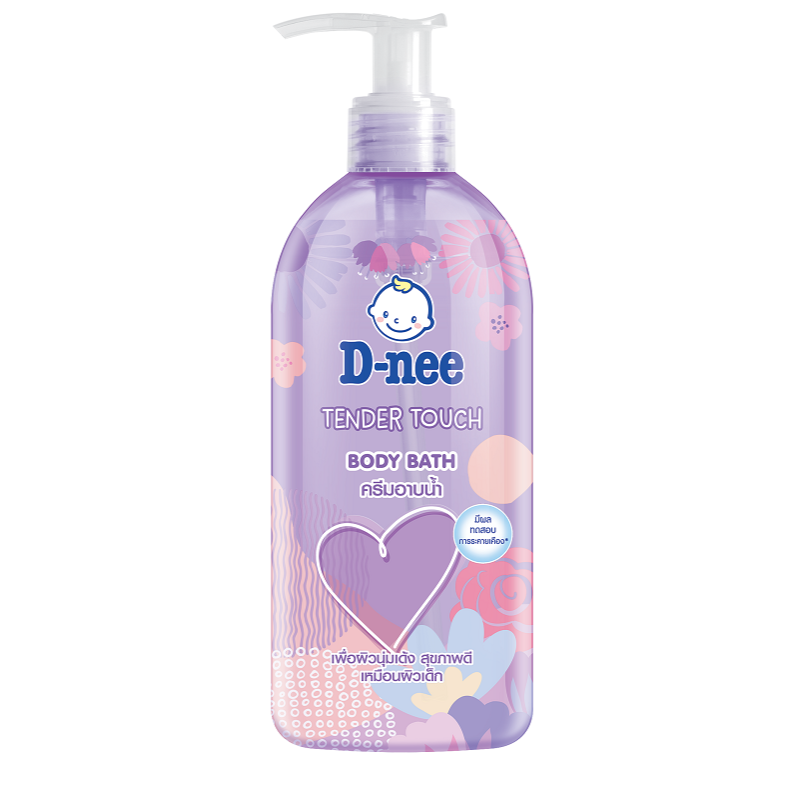 D-nee
TENDER TOUCH
BODY BATH
ครีมอาบน้ำ
มีผล
ทดสอบ
การระคายเคือง*
เพื่อผิวนุ่มเด้ง สุขภาพดี
เหมือนผิวเด็ก